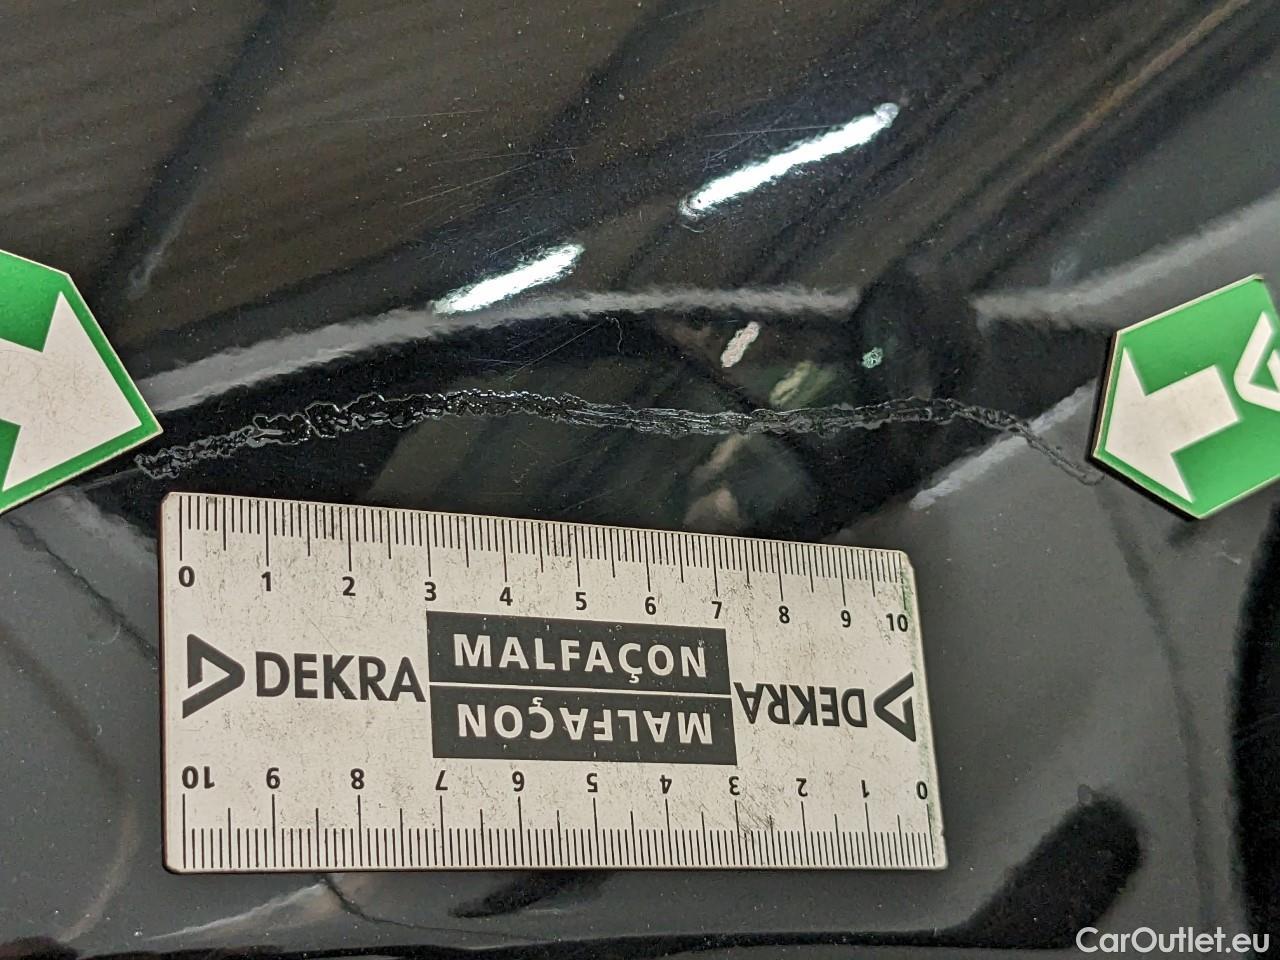 0 1 2 3 4 5 6 7 8 9 10
DEKRA MALFAÇON
MALFAÇON DEKRA
10 9 8 7 6 5 4 3 2 1 0
CarOutlet.eu